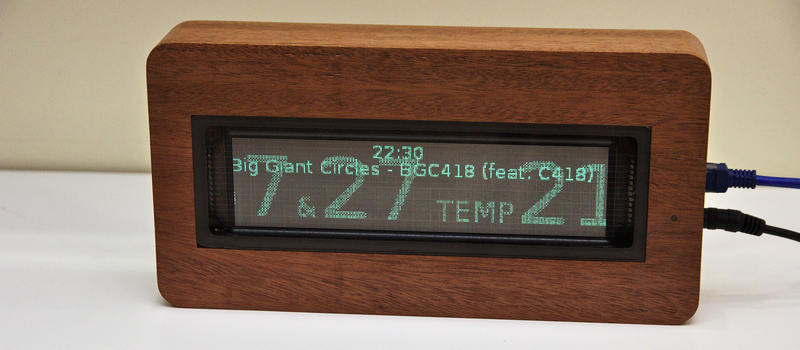 22:30
Big Giant Circles - BGC418 (feat. C418)
7 & 27 TEMP 21